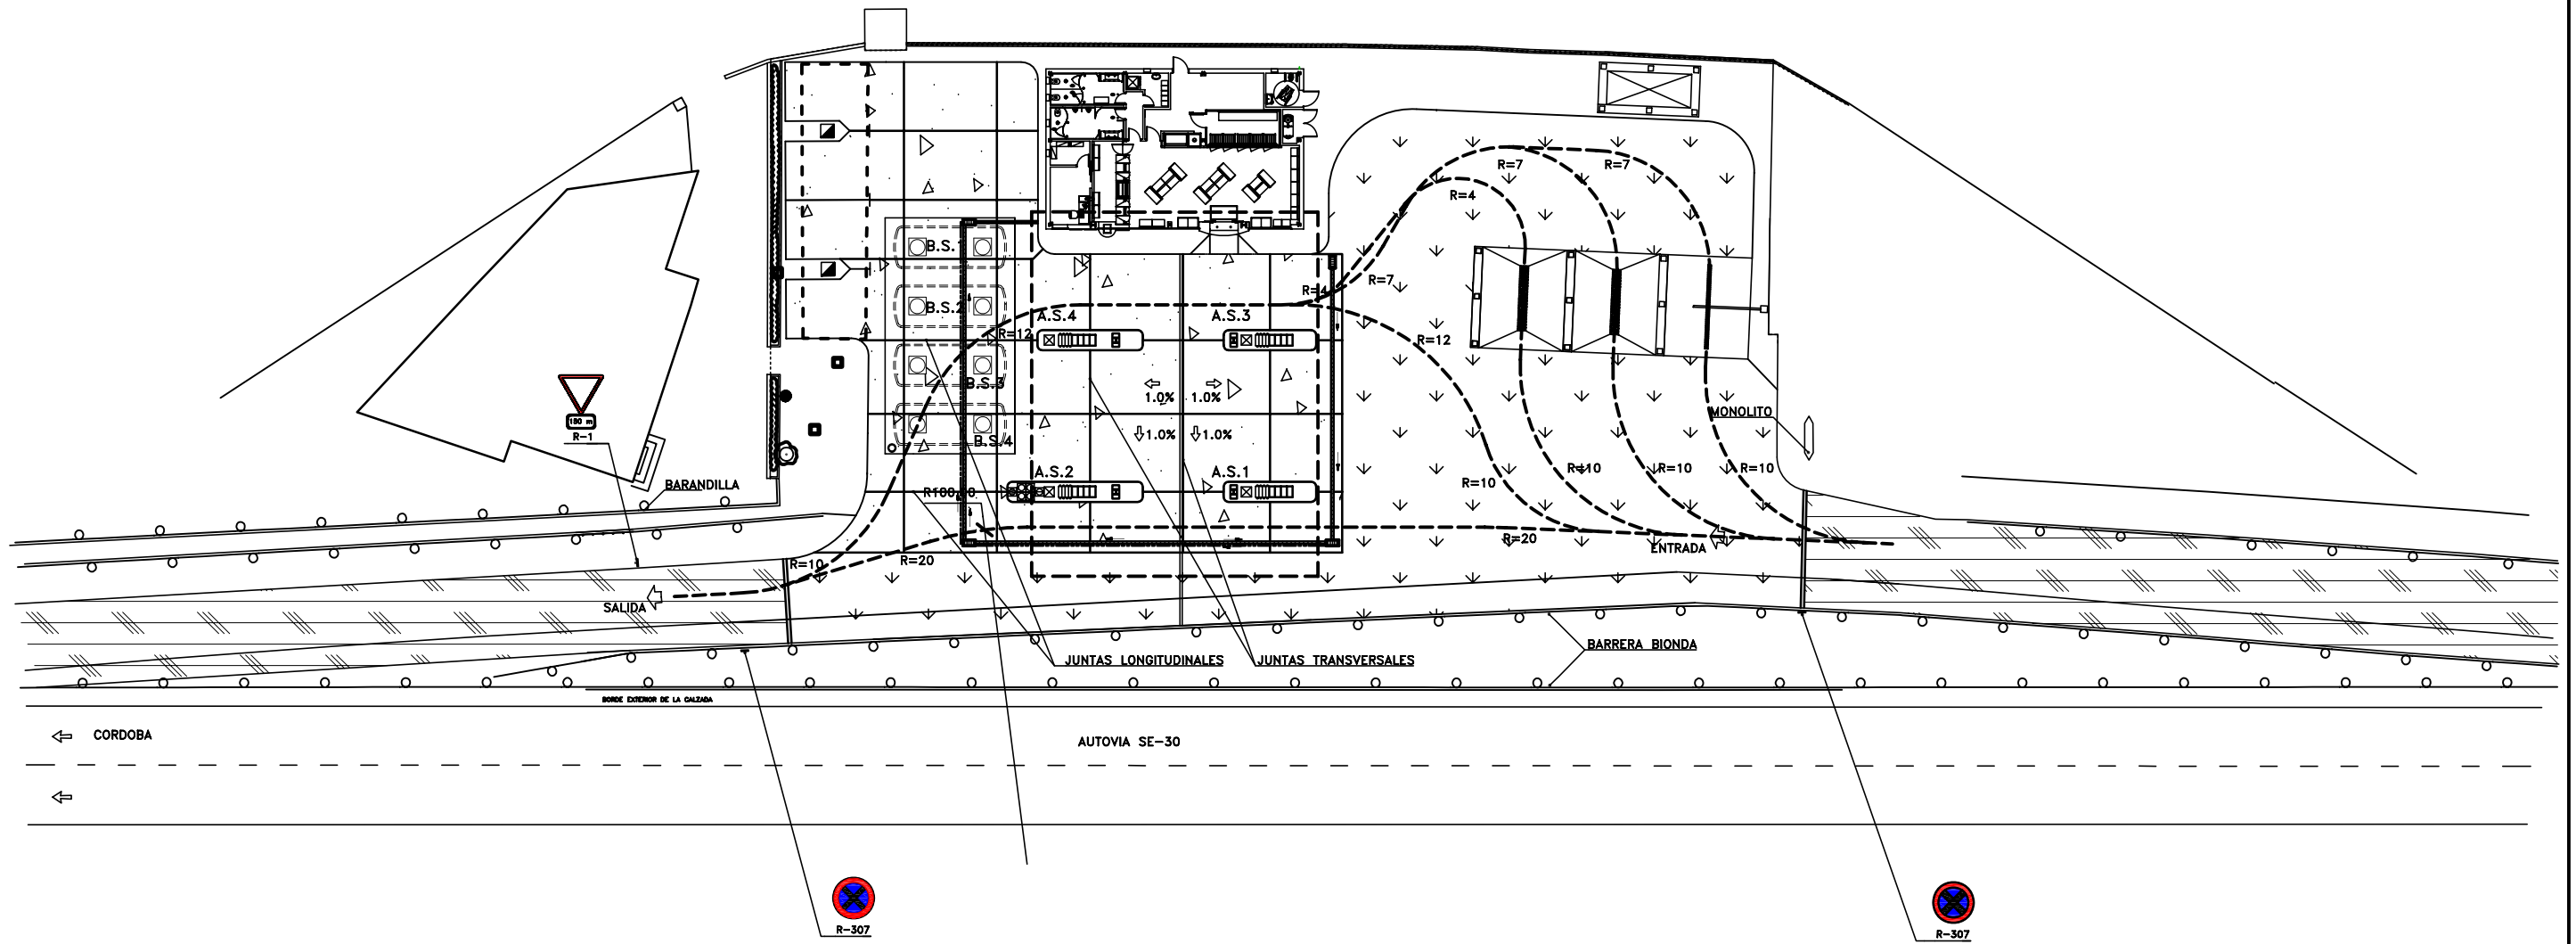 R=7
R=7
R=4
B.S.1
R=7
R=4
B.S.2
A.S.4
A.S.3
R=12
R=12
B.S.3
1.0%
1.0%
MONOLITO
180 m
R-1
1.0%
1.0%
B.S.4
A.S.2
A.S.1
R=10
R=10
R=10
R=10
BARANDILLA
R=20
ENTRADA
R=10
R=20
SALIDA
BARRERA BIONDA
JUNTAS LONGITUDINALES
JUNTAS TRANSVERSALES
BORDE EXTERIOR DE LA CALZADA
CORDOBA
AUTOVIA SE-30
R-307
R-307